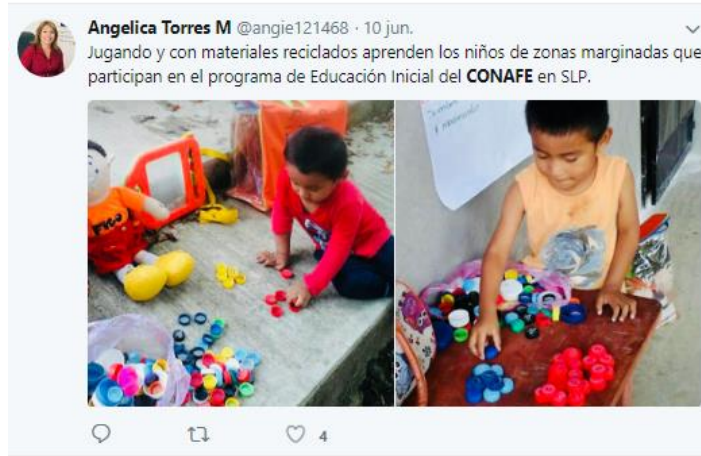 Angelica Torres M @angie121468 · 10 jun.
Jugando y con materiales reciclados aprenden los niños de zonas marginadas que
participan en el programa de Educación Inicial del CONAFE en SLP.
4